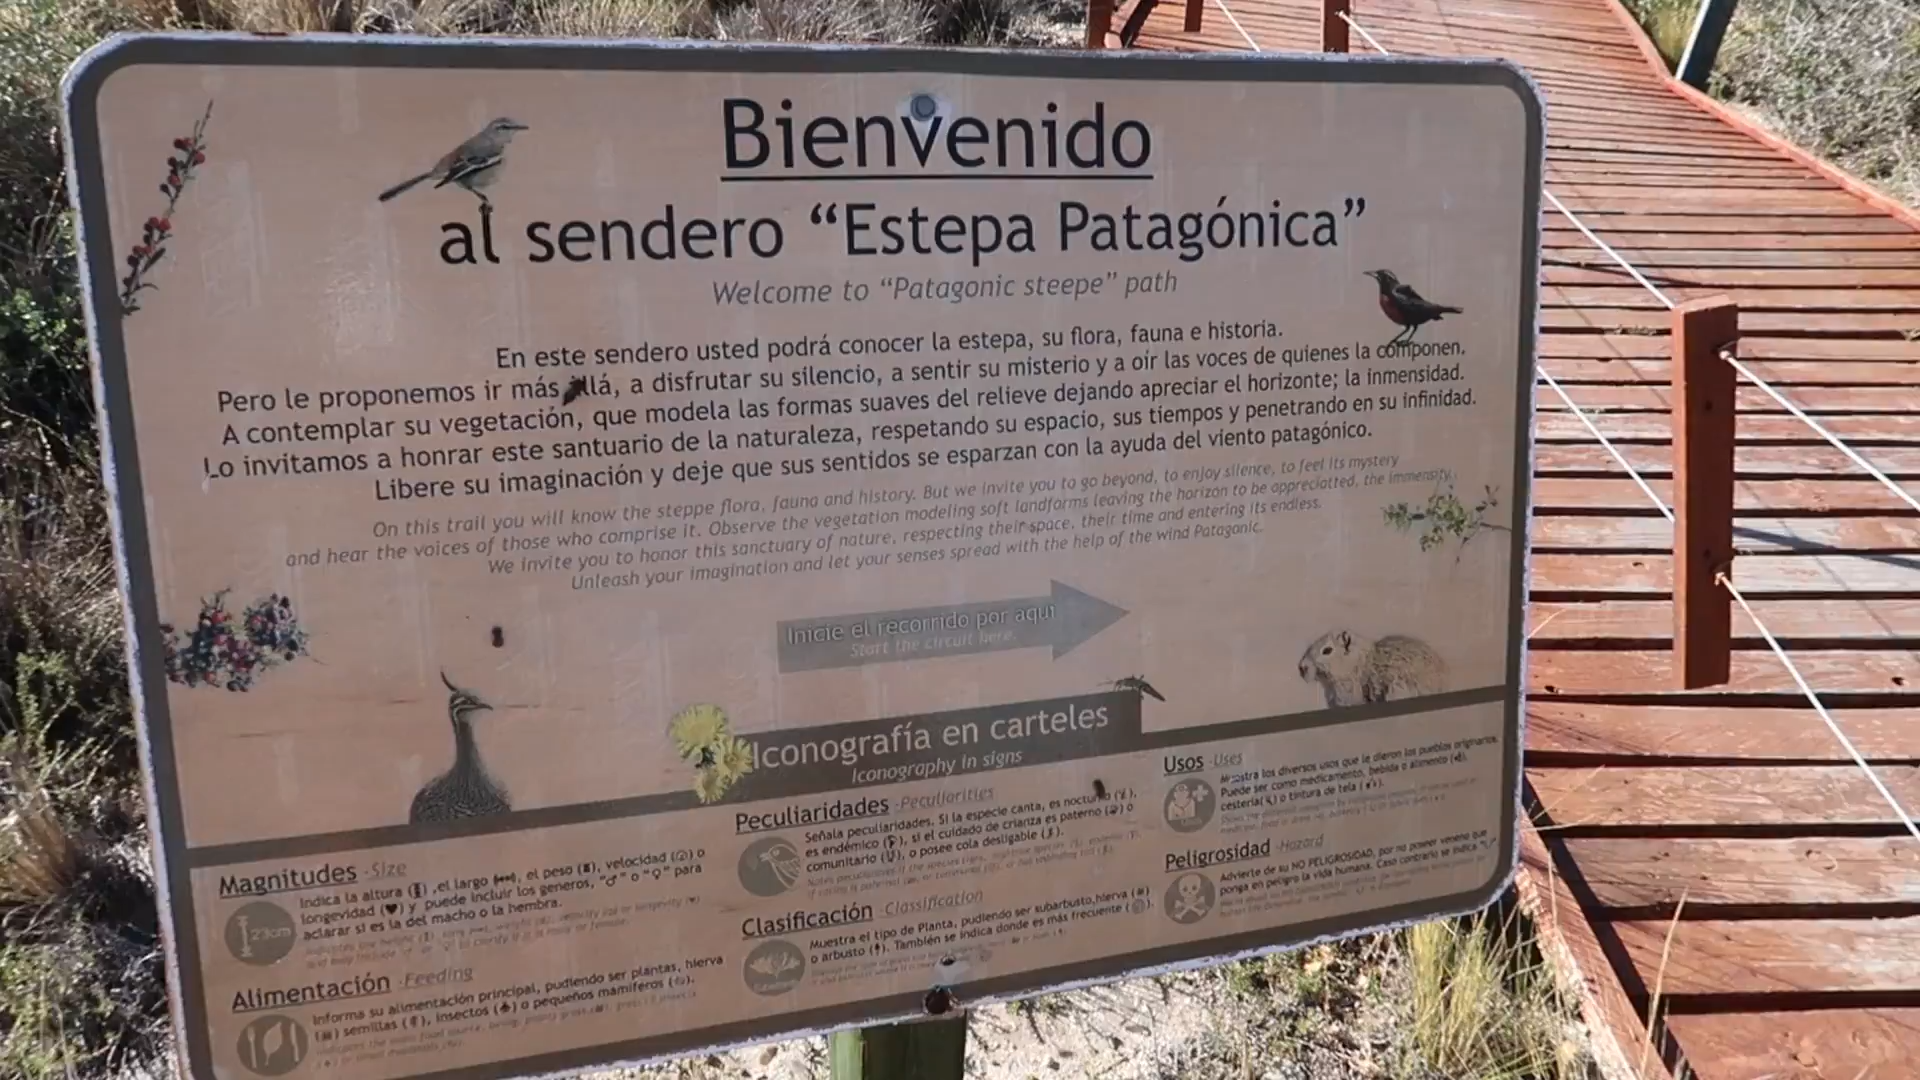 Bienvenido
al sendero “Estepa Patagónica”
Welcome to “Patagonic steepe” path
En este sendero usted podrá conocer la estepa, su flora, fauna e historia.
Pero le proponemos ir más allá, a disfrutar su silencio, a sentir su misterio y a oír las voces de quienes la componen.
A contemplar su vegetación, que modela las formas suaves del relieve dejando apreciar el horizonte; la inmensidad.
Lo invitamos a honrar este santuario de la naturaleza, respetando su espacio, sus tiempos y penetrando en su infinidad.
Libere su imaginación y deje que sus sentidos se esparzan con la ayuda del viento patagónico.
On this trail you will know the steppe flora, fauna and history. But we invite you to go beyond, to enjoy silence, to feel its mystery
and hear the voices of those who comprise it. Observe the vegetation modeling soft landforms leaving the horizon to be appreciatted, the immensity.
We invite you to honor this sanctuary of nature, respecting their space, their time and entering its endless.
Unleash your imagination and let your senses spread with the help of the wind Patagonic.
Inicie el recorrido por aquí
Start the circuit here.
Iconografía en carteles
Iconography in signs
Magnitudes -Size
Indica la altura ( ) ,el largo ( ), el peso ( ), velocidad ( ) o
longevidad (♥) y puede incluir los generos, "♂" o "♀" para
aclarar si es la del macho o la hembra.
23cm
Alimentación -Feeding
Informa su alimentación principal, pudiendo ser plantas, hierva
( ) semillas ( ), insectos ( ) o pequeños mamíferos ( ).
Peculiaridades -Peculiarities
Señala peculiaridades. Si la especie canta, es nocturno ( ),
es endémico ( ), si el cuidado de crianza es paterno ( ) o
comunitario ( ), o posee cola desligable ( ).
Clasificación -Classification
Muestra el tipo de Planta, pudiendo ser subarbusto,hierva ( )
o arbusto ( ). También se indica donde es más frecuente ( ).
Usos -Uses
Muestra los diversos usos que le dieron los pueblos originarios.
Puede ser como medicamento, bebida o alimento ( ),
cestería( ) o tintura de tela ( ).
Peligrosidad -Hazard
Advierte de su NO PELIGROSIDAD, por no poseer veneno que
ponga en peligro la vida humana. Caso contrario se indica